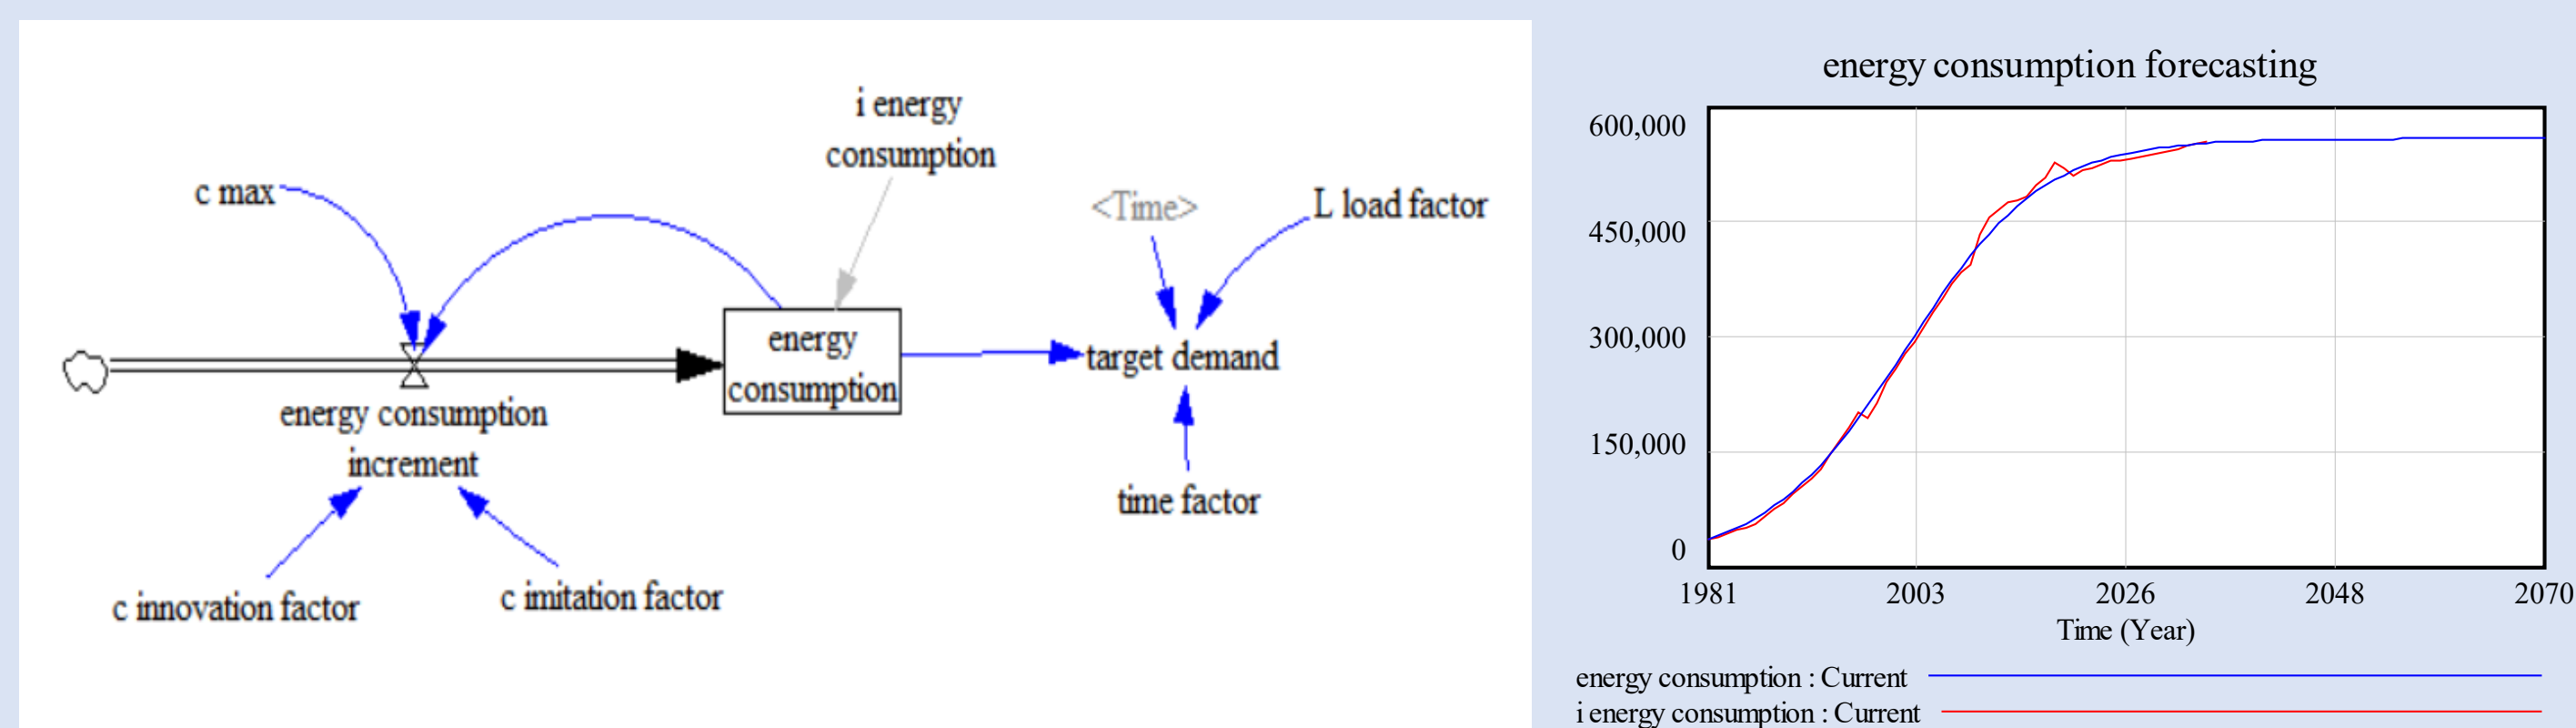 i energy
consumption
c max
<Time>
L load factor
energy
consumption
target demand
energy consumption
increment
time factor
c innovation factor
c imitation factor
energy consumption forecasting
600,000
450,000
300,000
150,000
0
1981
2003
2026
2048
2070
Time (Year)
energy consumption : Current
i energy consumption : Current